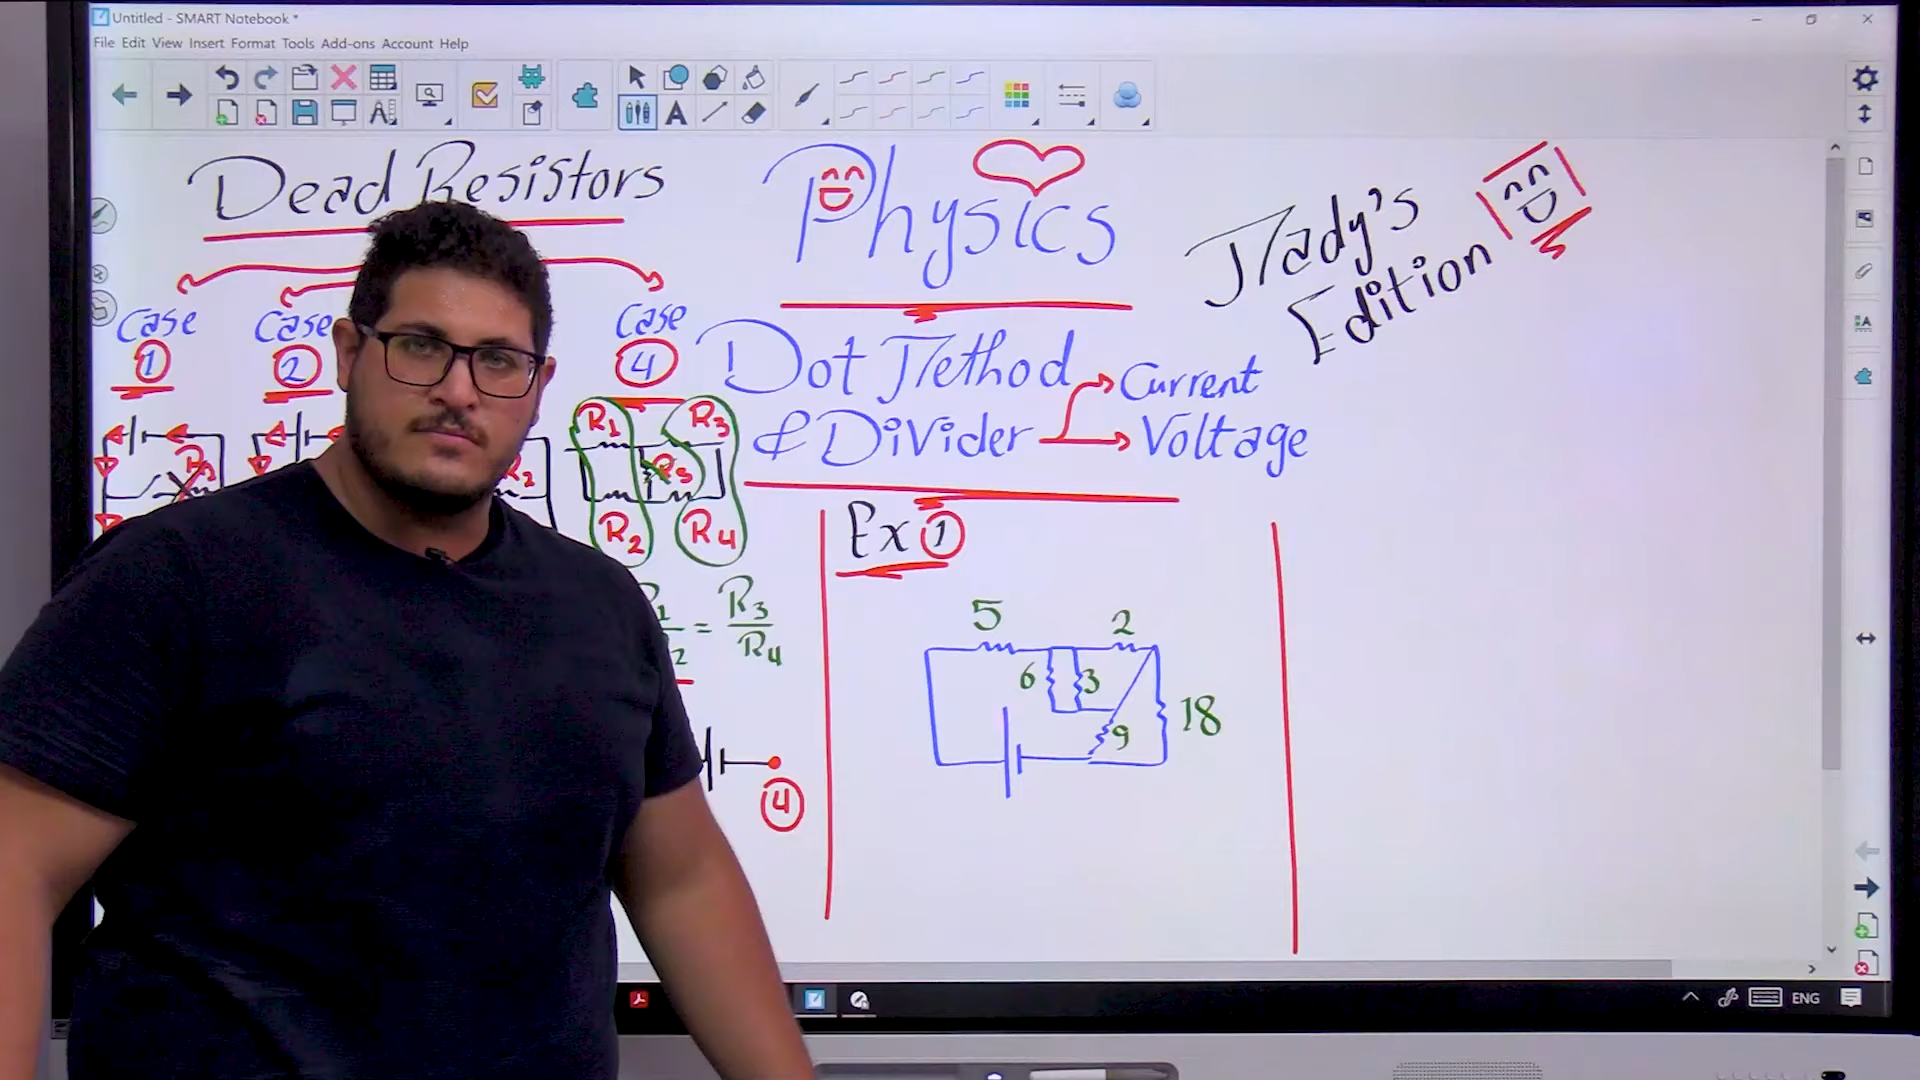 Untitled - SMART Notebook *
File Edit View Insert Format Tools Add-ons Account Help
Dead Resistors
Case
1
Case
2
Case
4
R1
R3
R5
R2
R4
R2
R3
=
R4
4
Physics
Dot Method
& Divider
Current
Voltage
Mady's
Edition
Ex 1
5
2
6
3
9
18
ENG